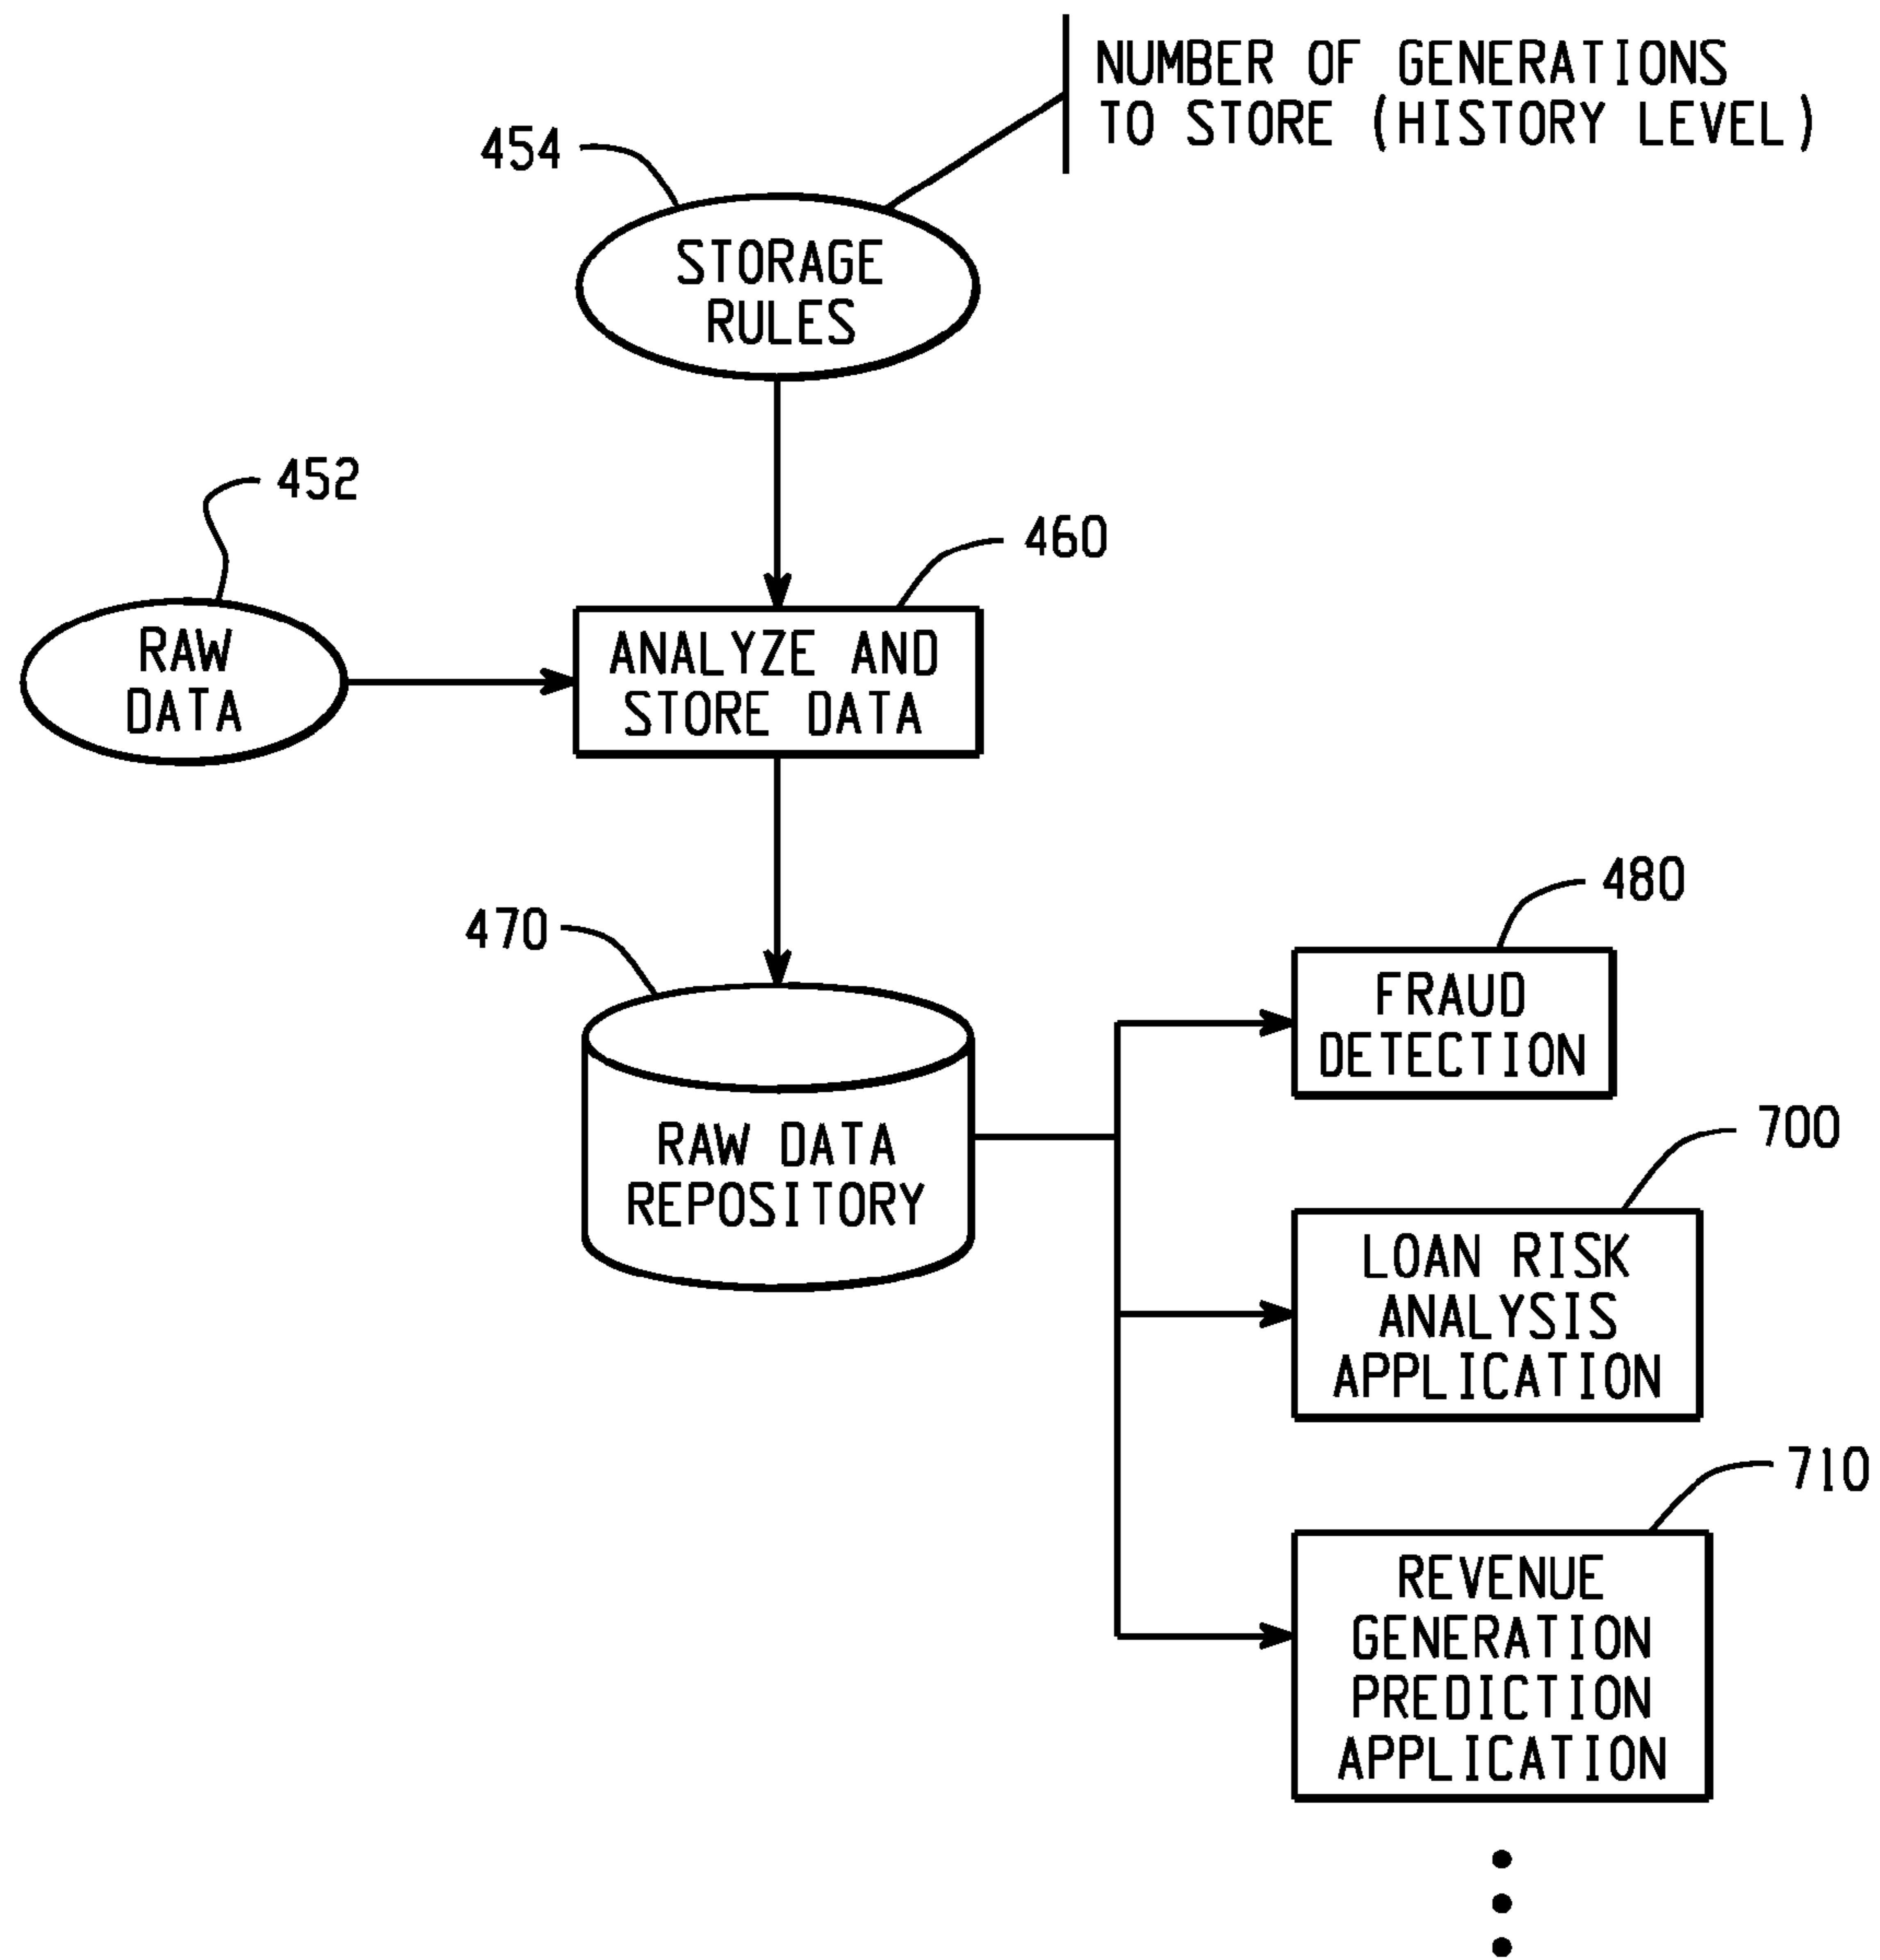 NUMBER OF GENERATIONS
TO STORE (HISTORY LEVEL)
454
STORAGE
RULES
452
460
RAW
DATA
ANALYZE AND
STORE DATA
480
470
FRAUD
DETECTION
700
RAW DATA
REPOSITORY
LOAN RISK
ANALYSIS
APPLICATION
710
REVENUE
GENERATION
PREDICTION
APPLICATION